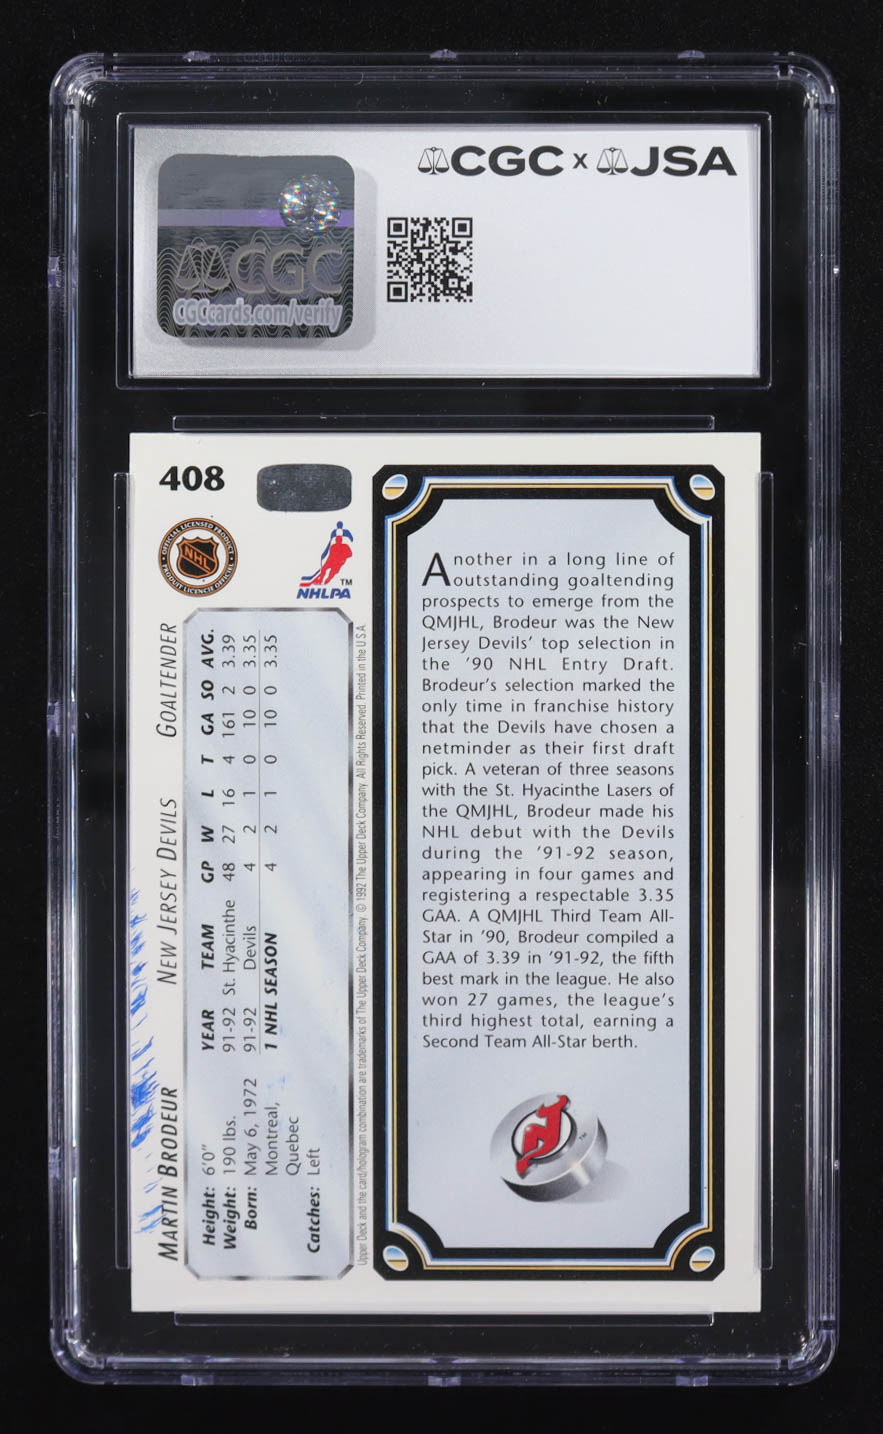 CGC x JSA
CGC
CGCcards.com/verify
408
OFFICIAL LICENSED PRODUCT
NHL
PRODUIT LICENCIÉ OFFICIEL
NHLPA
TM
MARTIN BRODEUR NEW JERSEY DEVILS GOALTENDER
Height: 6'0"
Weight: 190 lbs.
Born: May 6, 1972
Montreal,
Quebec
Catches: Left
YEAR TEAM GP W L T GA SO AVG.
91-92 St. Hyacinthe 48 27 16 4 161 2 3.39
91-92 Devils 4 2 1 0 10 0 3.35
1 NHL SEASON 4 2 1 0 10 0 3.35
Upper Deck and the card/hologram combination are trademarks of The Upper Deck Company. © 1992 The Upper Deck Company. All Rights Reserved. Printed in the U.S.A.
Another in a long line of
outstanding goaltending
prospects to emerge from the
QMJHL, Brodeur was the New
Jersey Devils' top selection in
the '90 NHL Entry Draft.
Brodeur's selection marked the
only time in franchise history
that the Devils have chosen a
netminder as their first draft
pick. A veteran of three seasons
with the St. Hyacinthe Lasers of
the QMJHL, Brodeur made his
NHL debut with the Devils
during the '91-92 season,
appearing in four games and
registering a respectable 3.35
GAA. A QMJHL Third Team All-
Star in '90, Brodeur compiled a
GAA of 3.39 in '91-92, the fifth
best mark in the league. He also
won 27 games, the league's
third highest total, earning a
Second Team All-Star berth.
TM